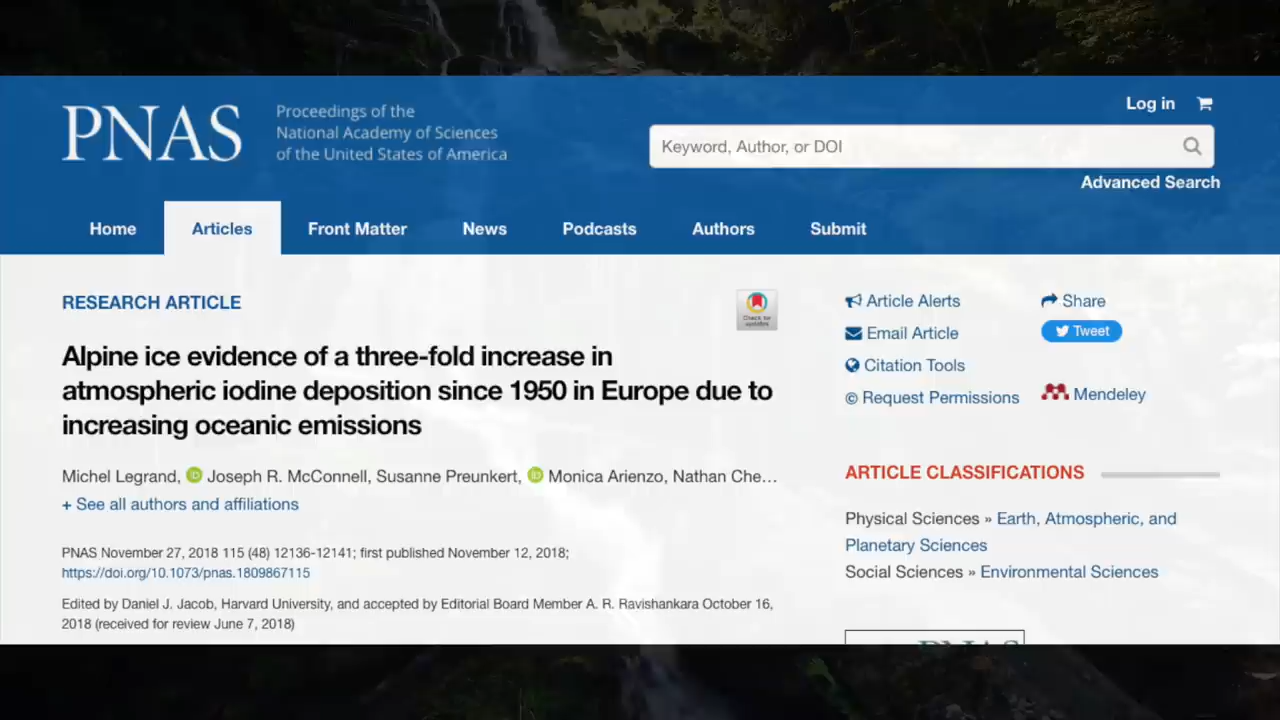 PNAS
Proceedings of the
National Academy of Sciences
of the United States of America
Log in
Keyword, Author, or DOI
Advanced Search
Home
Articles
Front Matter
News
Podcasts
Authors
Submit
RESEARCH ARTICLE
Check for
updates
Alpine ice evidence of a three-fold increase in
atmospheric iodine deposition since 1950 in Europe due to
increasing oceanic emissions
Michel Legrand, iD Joseph R. McConnell, Susanne Preunkert, iD Monica Arienzo, Nathan Che…
+ See all authors and affiliations
PNAS November 27, 2018 115 (48) 12136-12141; first published November 12, 2018;
https://doi.org/10.1073/pnas.1809867115
Edited by Daniel J. Jacob, Harvard University, and accepted by Editorial Board Member A. R. Ravishankara October 16,
2018 (received for review June 7, 2018)
Article Alerts
Share
Email Article
Tweet
Citation Tools
© Request Permissions
Mendeley
ARTICLE CLASSIFICATIONS
Physical Sciences » Earth, Atmospheric, and
Planetary Sciences
Social Sciences » Environmental Sciences
PNAS